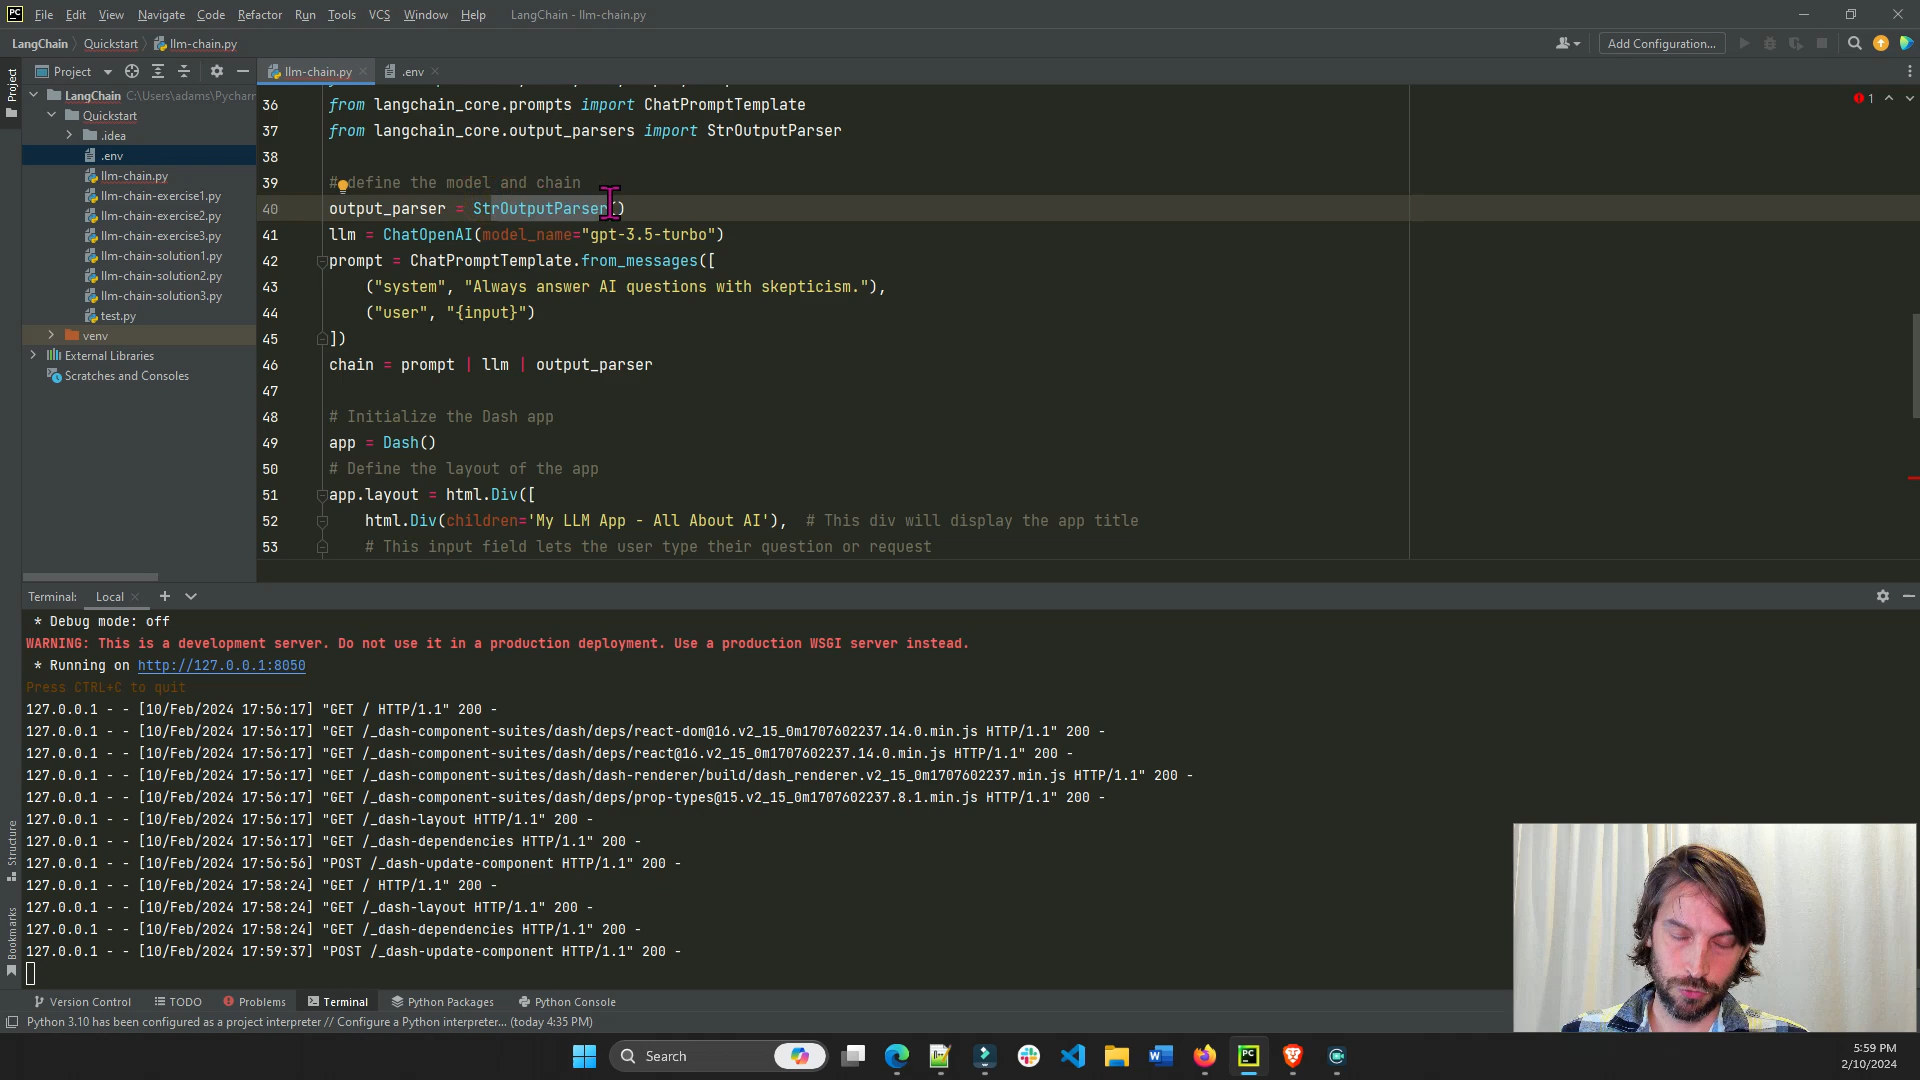 PC File Edit View Navigate Code Refactor Run Tools VCS Window Help LangChain - llm-chain.py
LangChain Quickstart llm-chain.py Add Configuration...
Project llm-chain.py .env
Project
LangChain C:\Users\adams\Pychar
Quickstart
.idea
.env
llm-chain.py
llm-chain-exercise1.py
llm-chain-exercise2.py
llm-chain-exercise3.py
llm-chain-solution1.py
llm-chain-solution2.py
llm-chain-solution3.py
test.py
venv
External Libraries
Scratches and Consoles
1
36 from langchain_core.prompts import ChatPromptTemplate
37 from langchain_core.output_parsers import StrOutputParser
38
39 # define the model and chain
40 output_parser = StrOutputParser()
41 llm = ChatOpenAI(model_name="gpt-3.5-turbo")
42 prompt = ChatPromptTemplate.from_messages([
43 ("system", "Always answer AI questions with skepticism."),
44 ("user", "{input}")
45 ])
46 chain = prompt | llm | output_parser
47
48 # Initialize the Dash app
49 app = Dash()
50 # Define the layout of the app
51 app.layout = html.Div([
52 html.Div(children='My LLM App - All About AI'), # This div will display the app title
53 # This input field lets the user type their question or request
Terminal: Local
* Debug mode: off
WARNING: This is a development server. Do not use it in a production deployment. Use a production WSGI server instead.
* Running on http://127.0.0.1:8050
Press CTRL+C to quit
127.0.0.1 - - [10/Feb/2024 17:56:17] "GET / HTTP/1.1" 200 -
127.0.0.1 - - [10/Feb/2024 17:56:17] "GET /_dash-component-suites/dash/deps/react-dom@16.v2_15_0m1707602237.14.0.min.js HTTP/1.1" 200 -
127.0.0.1 - - [10/Feb/2024 17:56:17] "GET /_dash-component-suites/dash/deps/react@16.v2_15_0m1707602237.14.0.min.js HTTP/1.1" 200 -
127.0.0.1 - - [10/Feb/2024 17:56:17] "GET /_dash-component-suites/dash/dash-renderer/build/dash_renderer.v2_15_0m1707602237.min.js HTTP/1.1" 200 -
127.0.0.1 - - [10/Feb/2024 17:56:17] "GET /_dash-component-suites/dash/deps/prop-types@15.v2_15_0m1707602237.8.1.min.js HTTP/1.1" 200 -
127.0.0.1 - - [10/Feb/2024 17:56:17] "GET /_dash-layout HTTP/1.1" 200 -
127.0.0.1 - - [10/Feb/2024 17:56:17] "GET /_dash-dependencies HTTP/1.1" 200 -
127.0.0.1 - - [10/Feb/2024 17:56:56] "POST /_dash-update-component HTTP/1.1" 200 -
127.0.0.1 - - [10/Feb/2024 17:58:24] "GET / HTTP/1.1" 200 -
127.0.0.1 - - [10/Feb/2024 17:58:24] "GET /_dash-layout HTTP/1.1" 200 -
127.0.0.1 - - [10/Feb/2024 17:58:24] "GET /_dash-dependencies HTTP/1.1" 200 -
127.0.0.1 - - [10/Feb/2024 17:59:37] "POST /_dash-update-component HTTP/1.1" 200 -
Structure
Bookmarks
Version Control TODO Problems Terminal Python Packages Python Console
Python 3.10 has been configured as a project interpreter // Configure a Python interpreter... (today 4:35 PM)
Search
PC
5:59 PM
2/10/2024